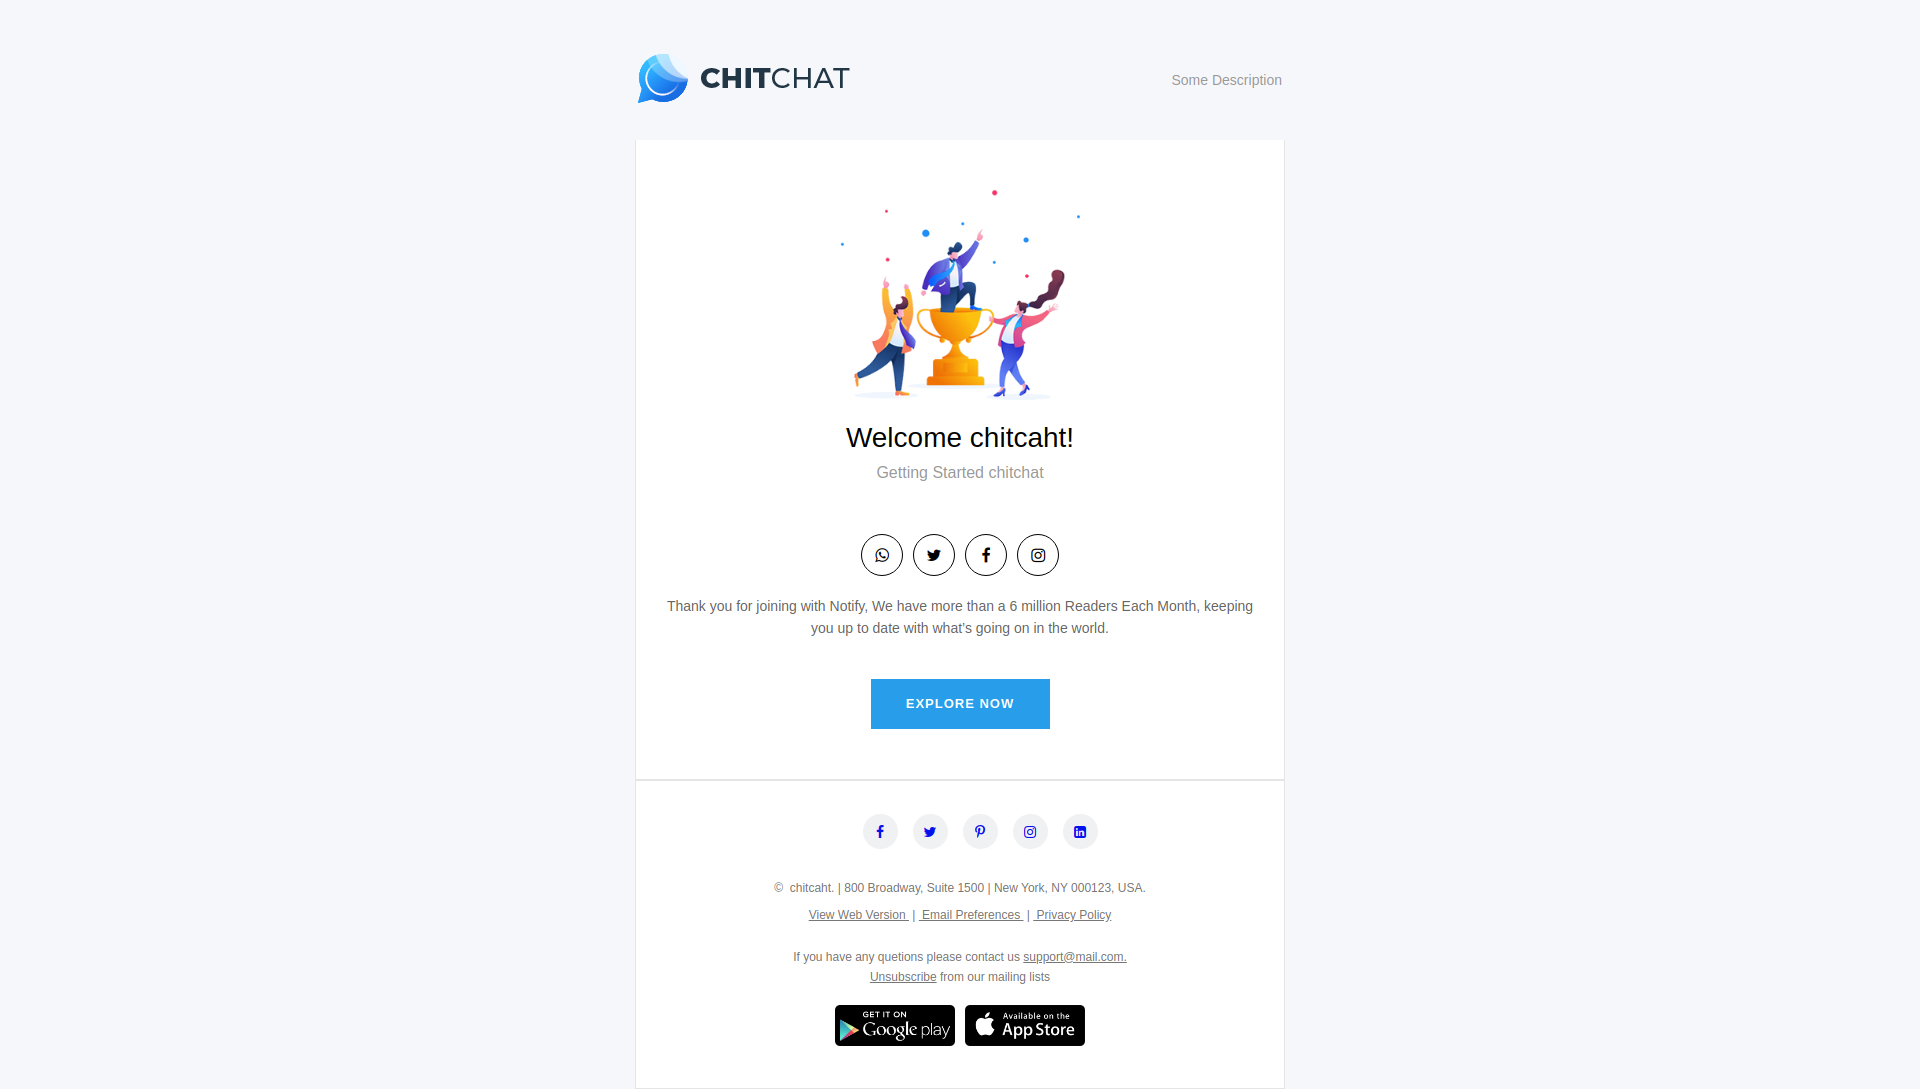 CHITCHAT
Some Description
Welcome chitcaht!
Getting Started chitchat
Thank you for joining with Notify, We have more than a 6 million Readers Each Month, keeping
you up to date with what's going on in the world.
EXPLORE NOW
© chitcaht. | 800 Broadway, Suite 1500 | New York, NY 000123, USA.
View Web Version | Email Preferences | Privacy Policy
If you have any quetions please contact us support@mail.com.
Unsubscribe from our mailing lists
GET IT ON
Google play
Available on the
App Store